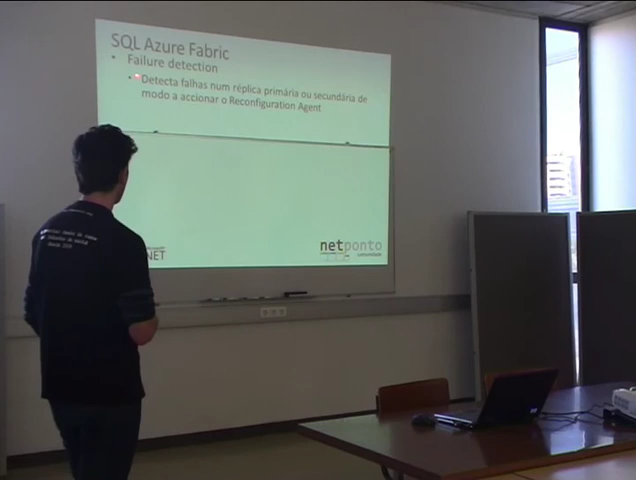 SQL Azure Fabric
• Failure detection
• Detecta falhas num réplica primária ou secundária de
modo a accionar o Reconfiguration Agent
NET
netponto
comunidade